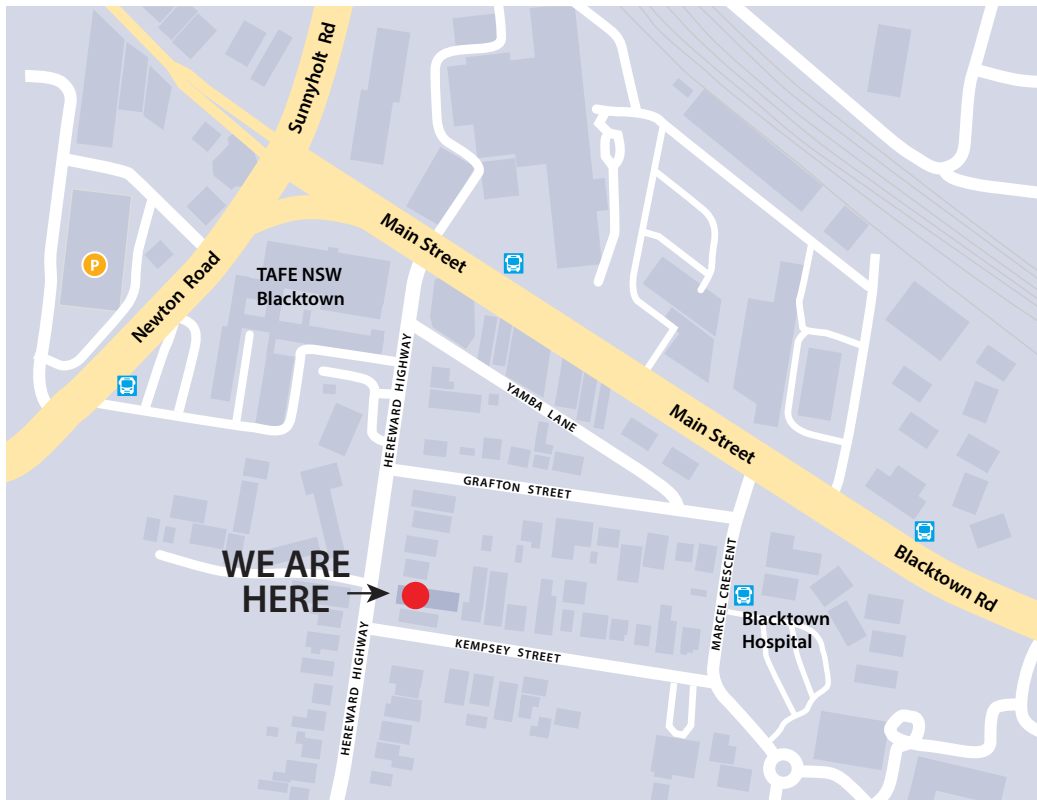 Sunnyholt Rd
Main Street
Newton Road
TAFE NSW
Blacktown
P
HEREWARD HIGHWAY
YAMBA LANE
Main Street
GRAFTON STREET
WE ARE
HERE
MARCEL CRESCENT
Blacktown Rd
Blacktown
Hospital
KEMPSEY STREET
HEREWARD HIGHWAY